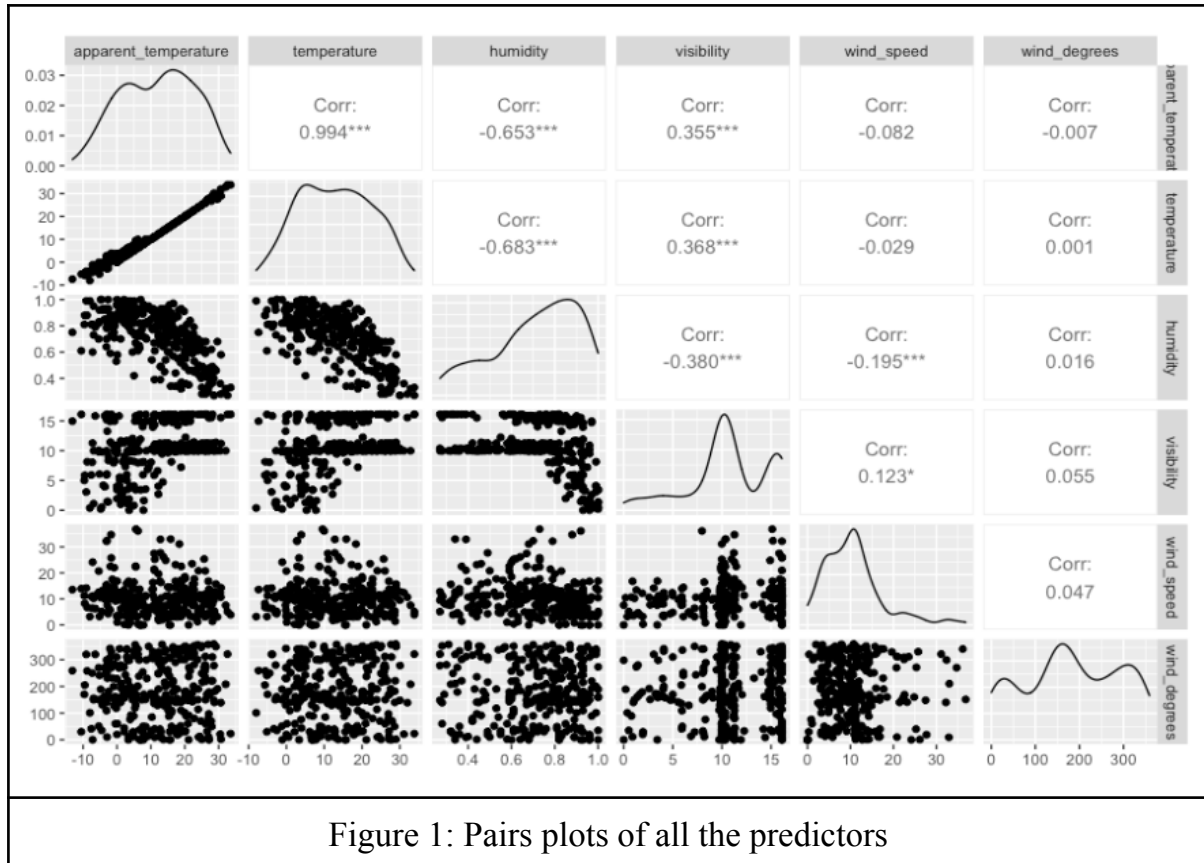 apparent_temperature temperature humidity visibility wind_speed wind_degrees
0.03
0.02
0.01
0.00
Corr:
0.994***
Corr:
-0.653***
Corr:
0.355***
Corr:
-0.082
Corr:
-0.007
parent_temperat
30
20
10
0
-10
Corr:
-0.683***
Corr:
0.368***
Corr:
-0.029
Corr:
0.001
temperature
1.0
0.8
0.6
0.4
Corr:
-0.380***
Corr:
-0.195***
Corr:
0.016
humidity
15
10
5
0
Corr:
0.123*
Corr:
0.055
visibility
30
20
10
0
Corr:
0.047
wind_speed
300
200
100
0
wind_degrees
-10 0 10 20 30 -10 0 10 20 30 0.4 0.6 0.8 1.0 0 5 10 15 0 10 20 30 0 100 200 300
Figure 1: Pairs plots of all the predictors